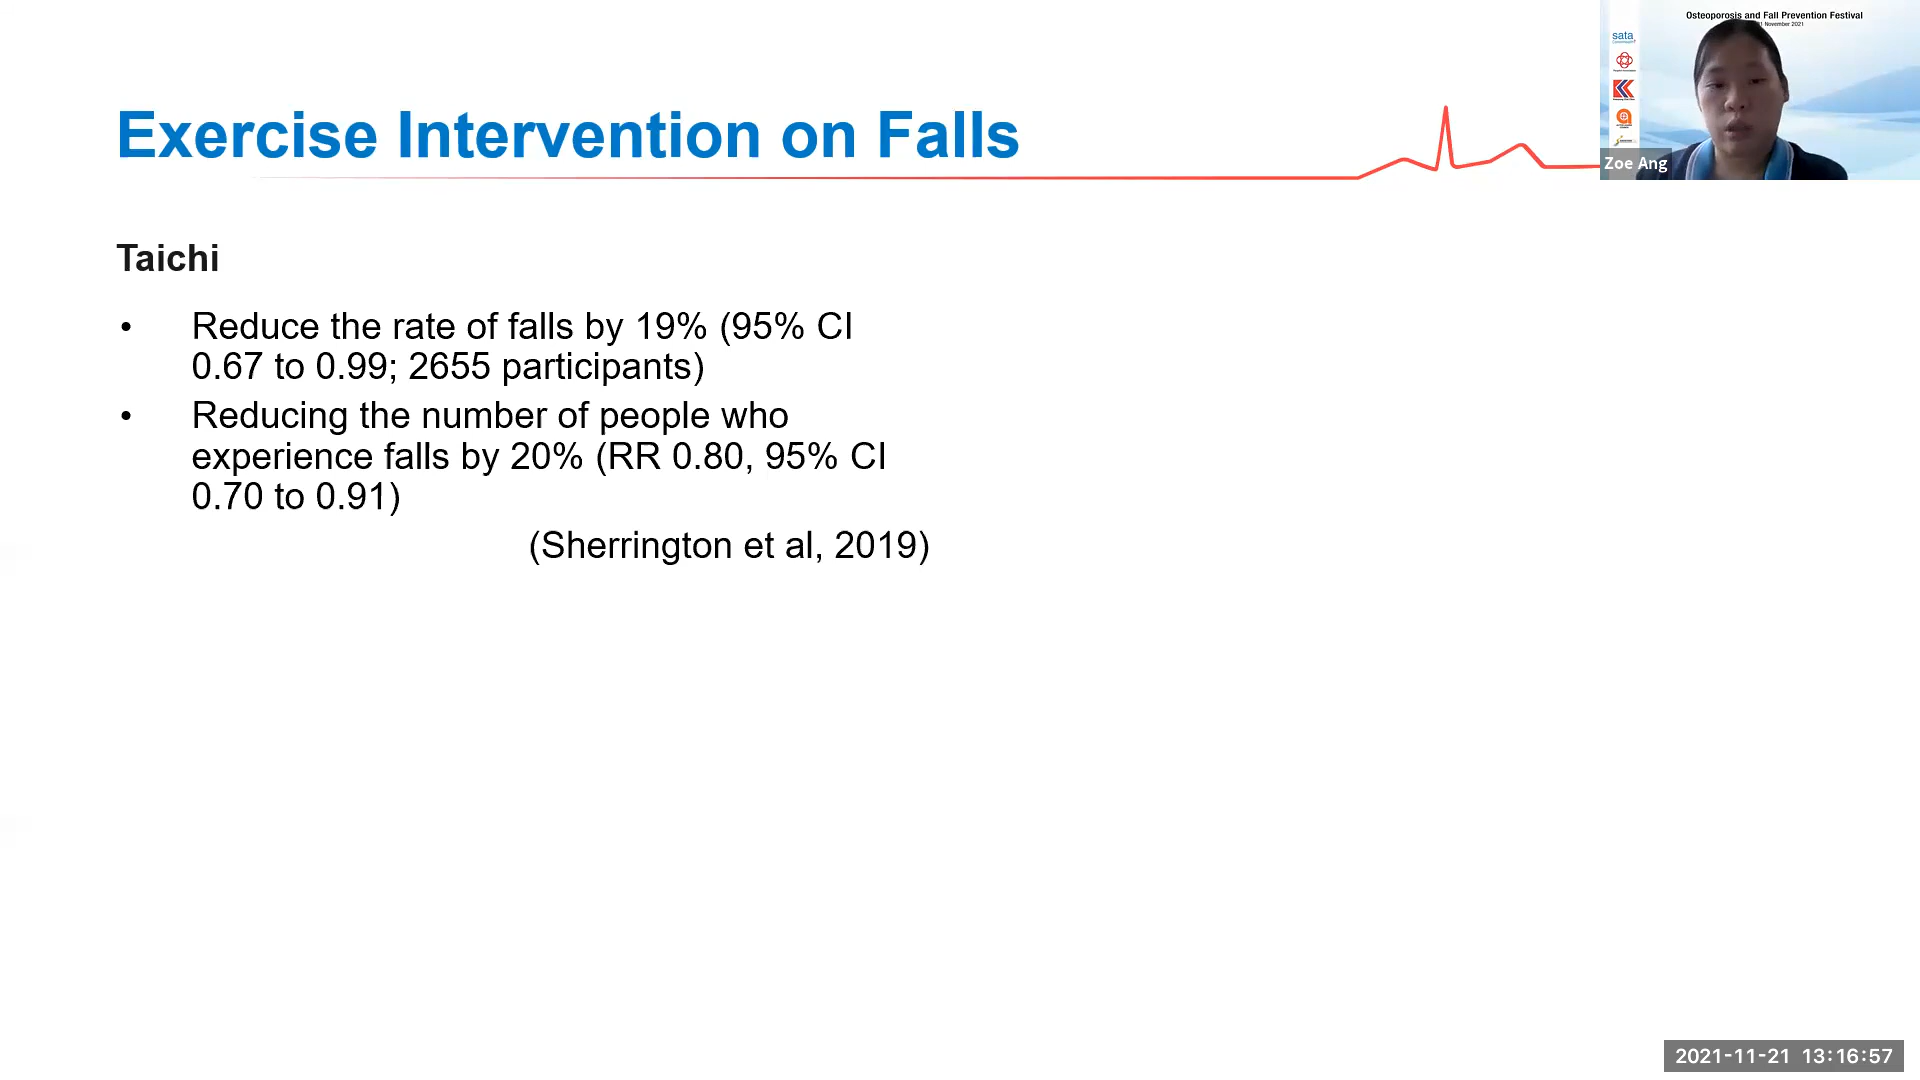 Osteoporosis and Fall Prevention Festival
November 2021
sata
Zoe Ang
Exercise Intervention on Falls
Taichi
• Reduce the rate of falls by 19% (95% CI
0.67 to 0.99; 2655 participants)
• Reducing the number of people who
experience falls by 20% (RR 0.80, 95% CI
0.70 to 0.91)
(Sherrington et al, 2019)
2021-11-21 13:16:57